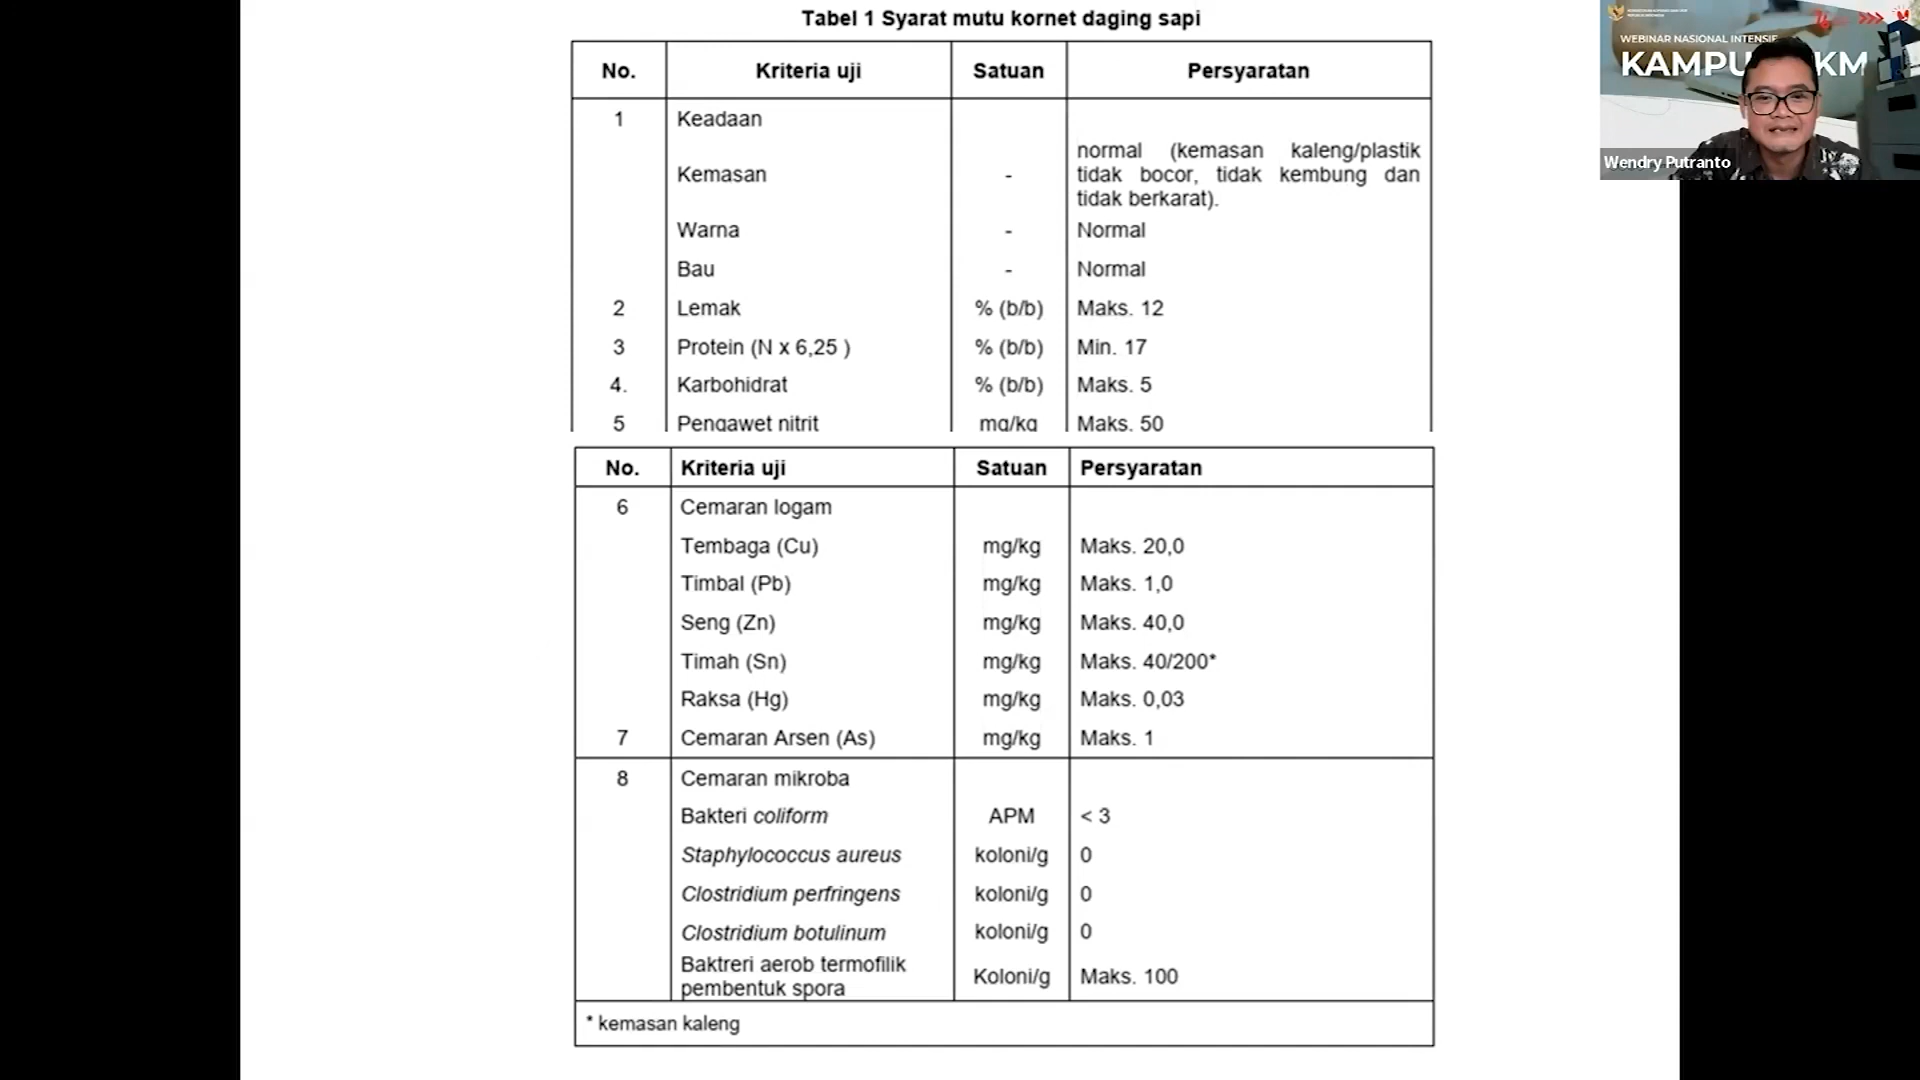 Tabel 1 Syarat mutu kornet daging sapi
No. Kriteria uji Satuan Persyaratan
1 Keadaan
Kemasan - normal (kemasan kaleng/plastik
tidak bocor, tidak kembung dan
tidak berkarat).
Warna - Normal
Bau - Normal
2 Lemak % (b/b) Maks. 12
3 Protein (N x 6,25 ) % (b/b) Min. 17
4. Karbohidrat % (b/b) Maks. 5
5 Pengawet nitrit mg/kg Maks. 50
No. Kriteria uji Satuan Persyaratan
6 Cemaran logam
Tembaga (Cu) mg/kg Maks. 20,0
Timbal (Pb) mg/kg Maks. 1,0
Seng (Zn) mg/kg Maks. 40,0
Timah (Sn) mg/kg Maks. 40/200*
Raksa (Hg) mg/kg Maks. 0,03
7 Cemaran Arsen (As) mg/kg Maks. 1
8 Cemaran mikroba
Bakteri coliform APM < 3
Staphylococcus aureus koloni/g 0
Clostridium perfringens koloni/g 0
Clostridium botulinum koloni/g 0
Baktreri aerob termofilik
pembentuk spora Koloni/g Maks. 100
* kemasan kaleng
WEBINAR NASIONAL INTENSIF
KAMPU KM
Wendry Putranto